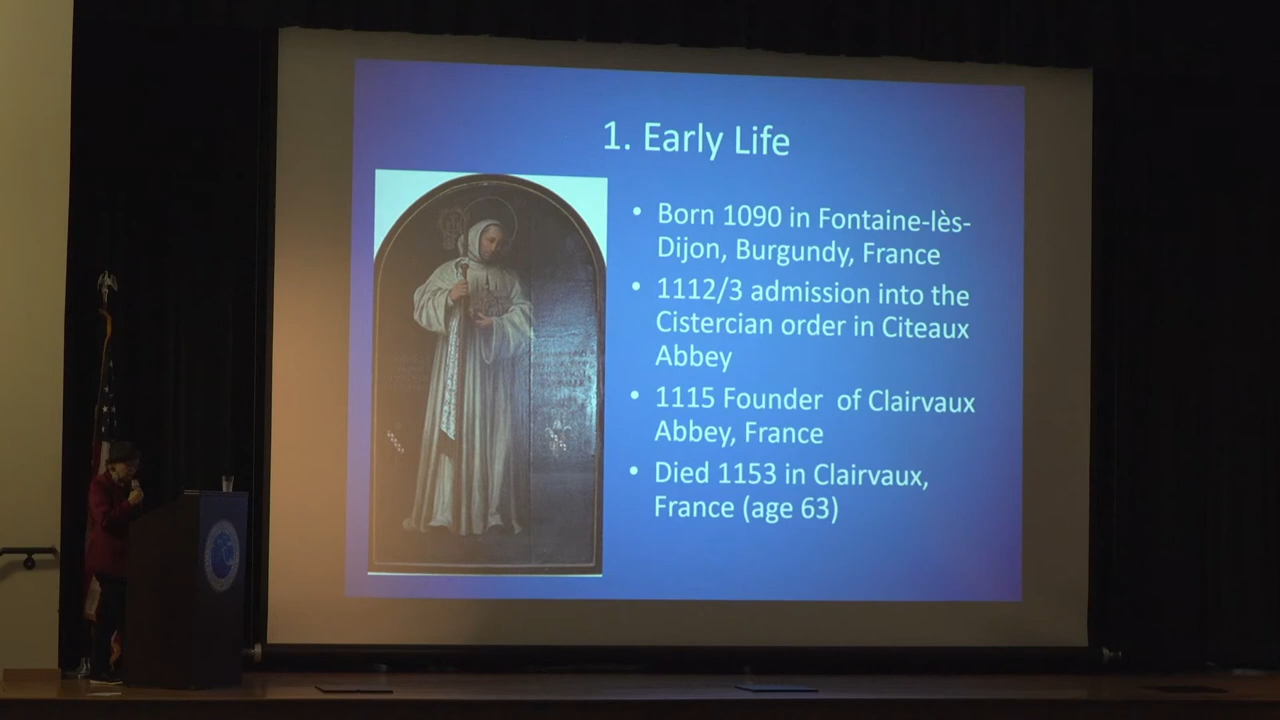 1. Early Life
• Born 1090 in Fontaine-lès-
Dijon, Burgundy, France
• 1112/3 admission into the
Cistercian order in Citeaux
Abbey
• 1115 Founder  of Clairvaux
Abbey, France
• Died 1153 in Clairvaux,
France (age 63)